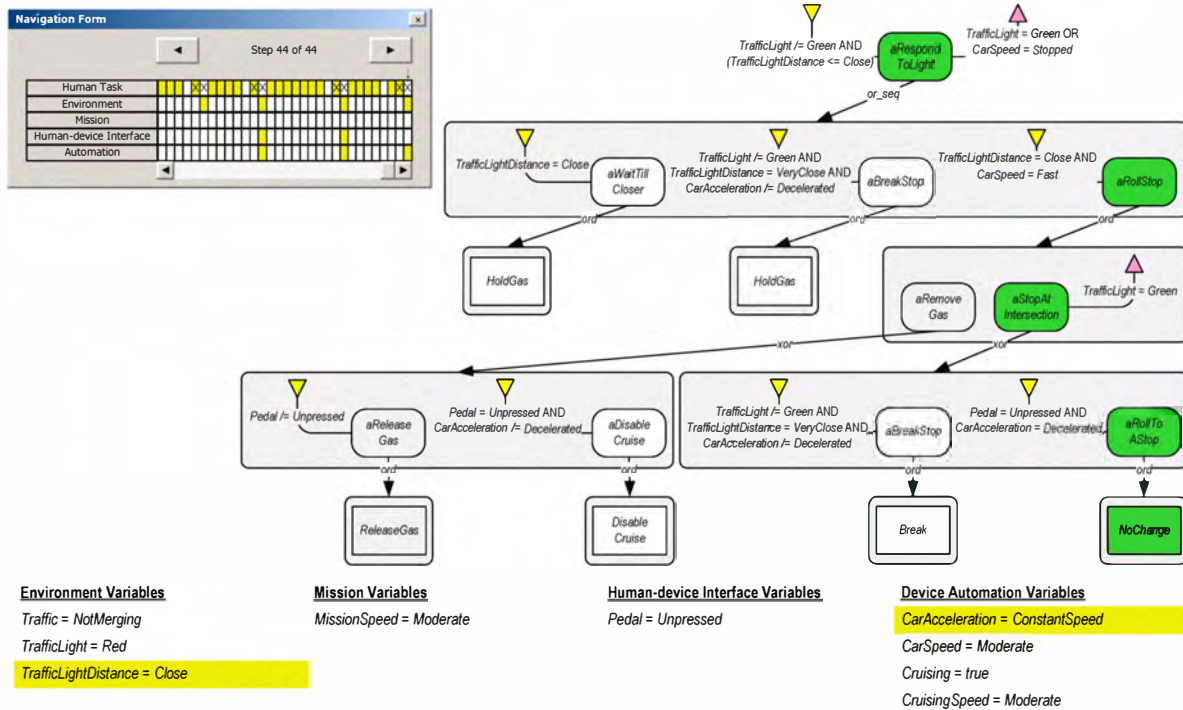 Navigation Form
Step 44 of 44
Human Task
Environment
Mission
Human-device Interface
Automation
TrafficLight /= Green AND
(TrafficLightDistance <= Close)
aRespond
ToLight
TrafficLight = Green OR
CarSpeed = Stopped
or_seq
TrafficLightDistance = Close
aWaitTill
Closer
TrafficLight /= Green AND
TrafficLightDistance = VeryClose AND
CarAcceleration /= Decelerated
aBreakStop
TrafficLightDistance = Close AND
CarSpeed = Fast
aRollStop
ord
ord
ord
HoldGas
HoldGas
aRemove
Gas
aStopAt
Intersection
TrafficLight = Green
xor
xor
Pedal /= Unpressed
aRelease
Gas
Pedal = Unpressed AND
CarAcceleration /= Decelerated
aDisable
Cruise
TrafficLight /= Green AND
TrafficLightDistance = VeryClose AND
CarAcceleration /= Decelerated
aBreakStop
Pedal = Unpressed AND
CarAcceleration = Decelerated
aRollTo
AStop
ord
ord
ord
ord
ReleaseGas
Disable
Cruise
Break
NoChange
Environment Variables
Traffic = NotMerging
TrafficLight = Red
TrafficLightDistance = Close
Mission Variables
MissionSpeed = Moderate
Human-device Interface Variables
Pedal = Unpressed
Device Automation Variables
CarAcceleration = ConstantSpeed
CarSpeed = Moderate
Cruising = true
CruisingSpeed = Moderate